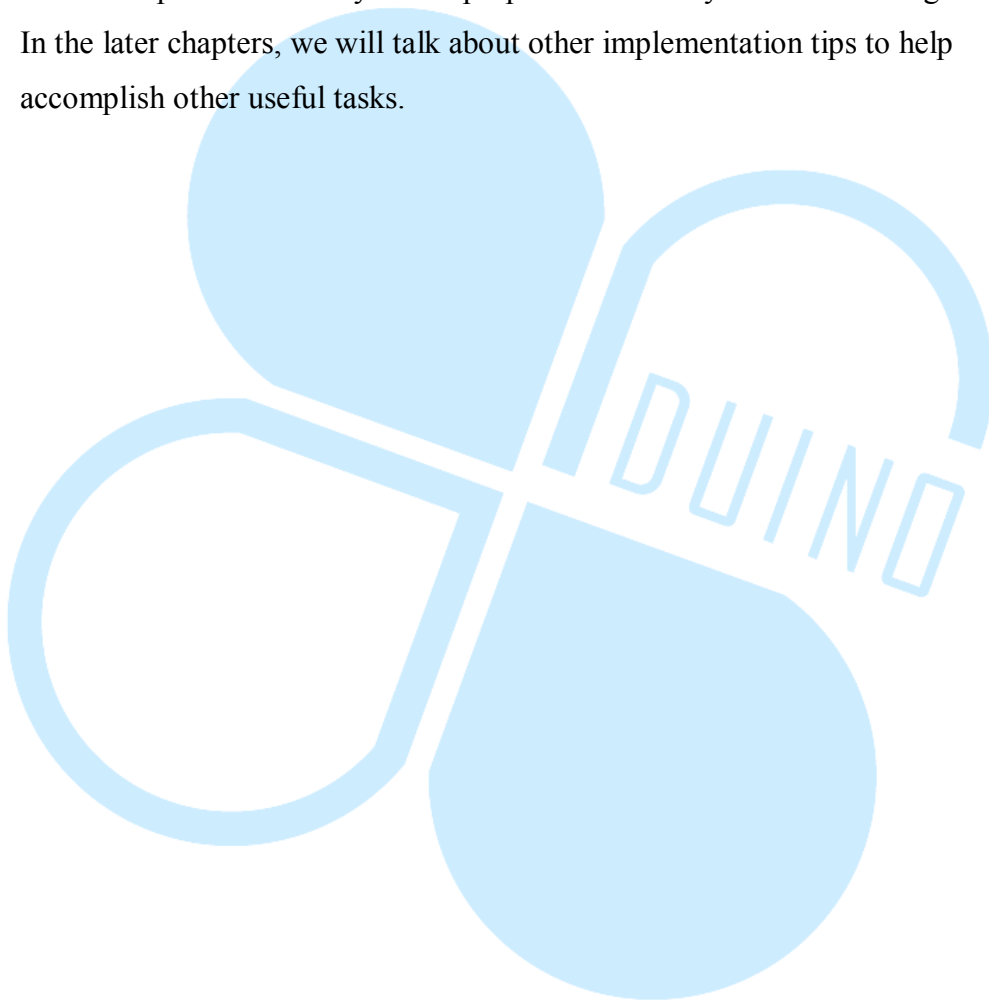 In the later chapters, we will talk about other implementation tips to help
accomplish other useful tasks.
DUINO